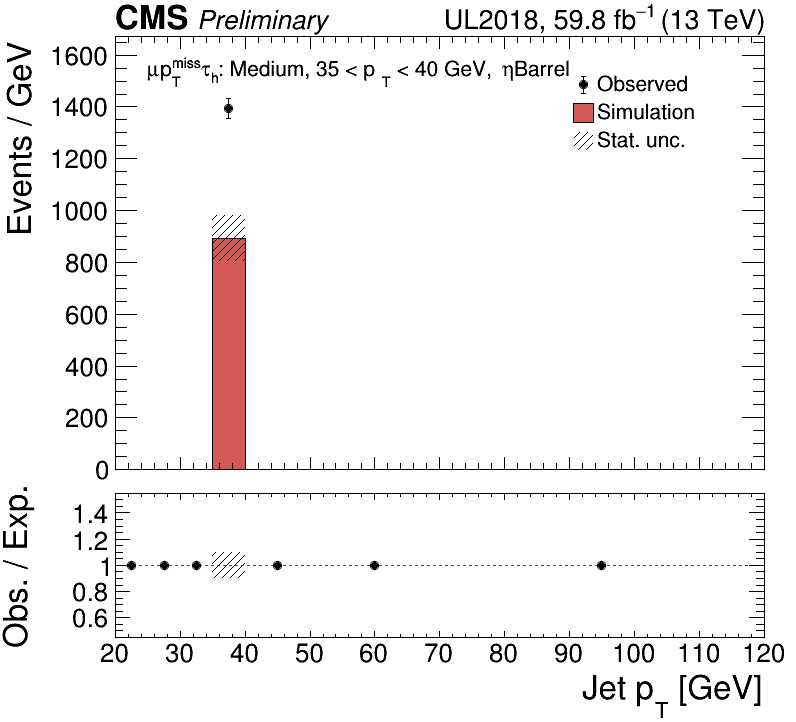 CMS Preliminary UL2018, 59.8 fb⁻¹ (13 TeV)
Events / GeV
1600
1400
1200
1000
800
600
400
200
0
μp_T^miss τ_h: Medium, 35 < p_T < 40 GeV, ηBarrel
Observed
Simulation
Stat. unc.
Obs. / Exp.
1.4
1.2
1
0.8
0.6
20 30 40 50 60 70 80 90 100 110 120
Jet p_T [GeV]